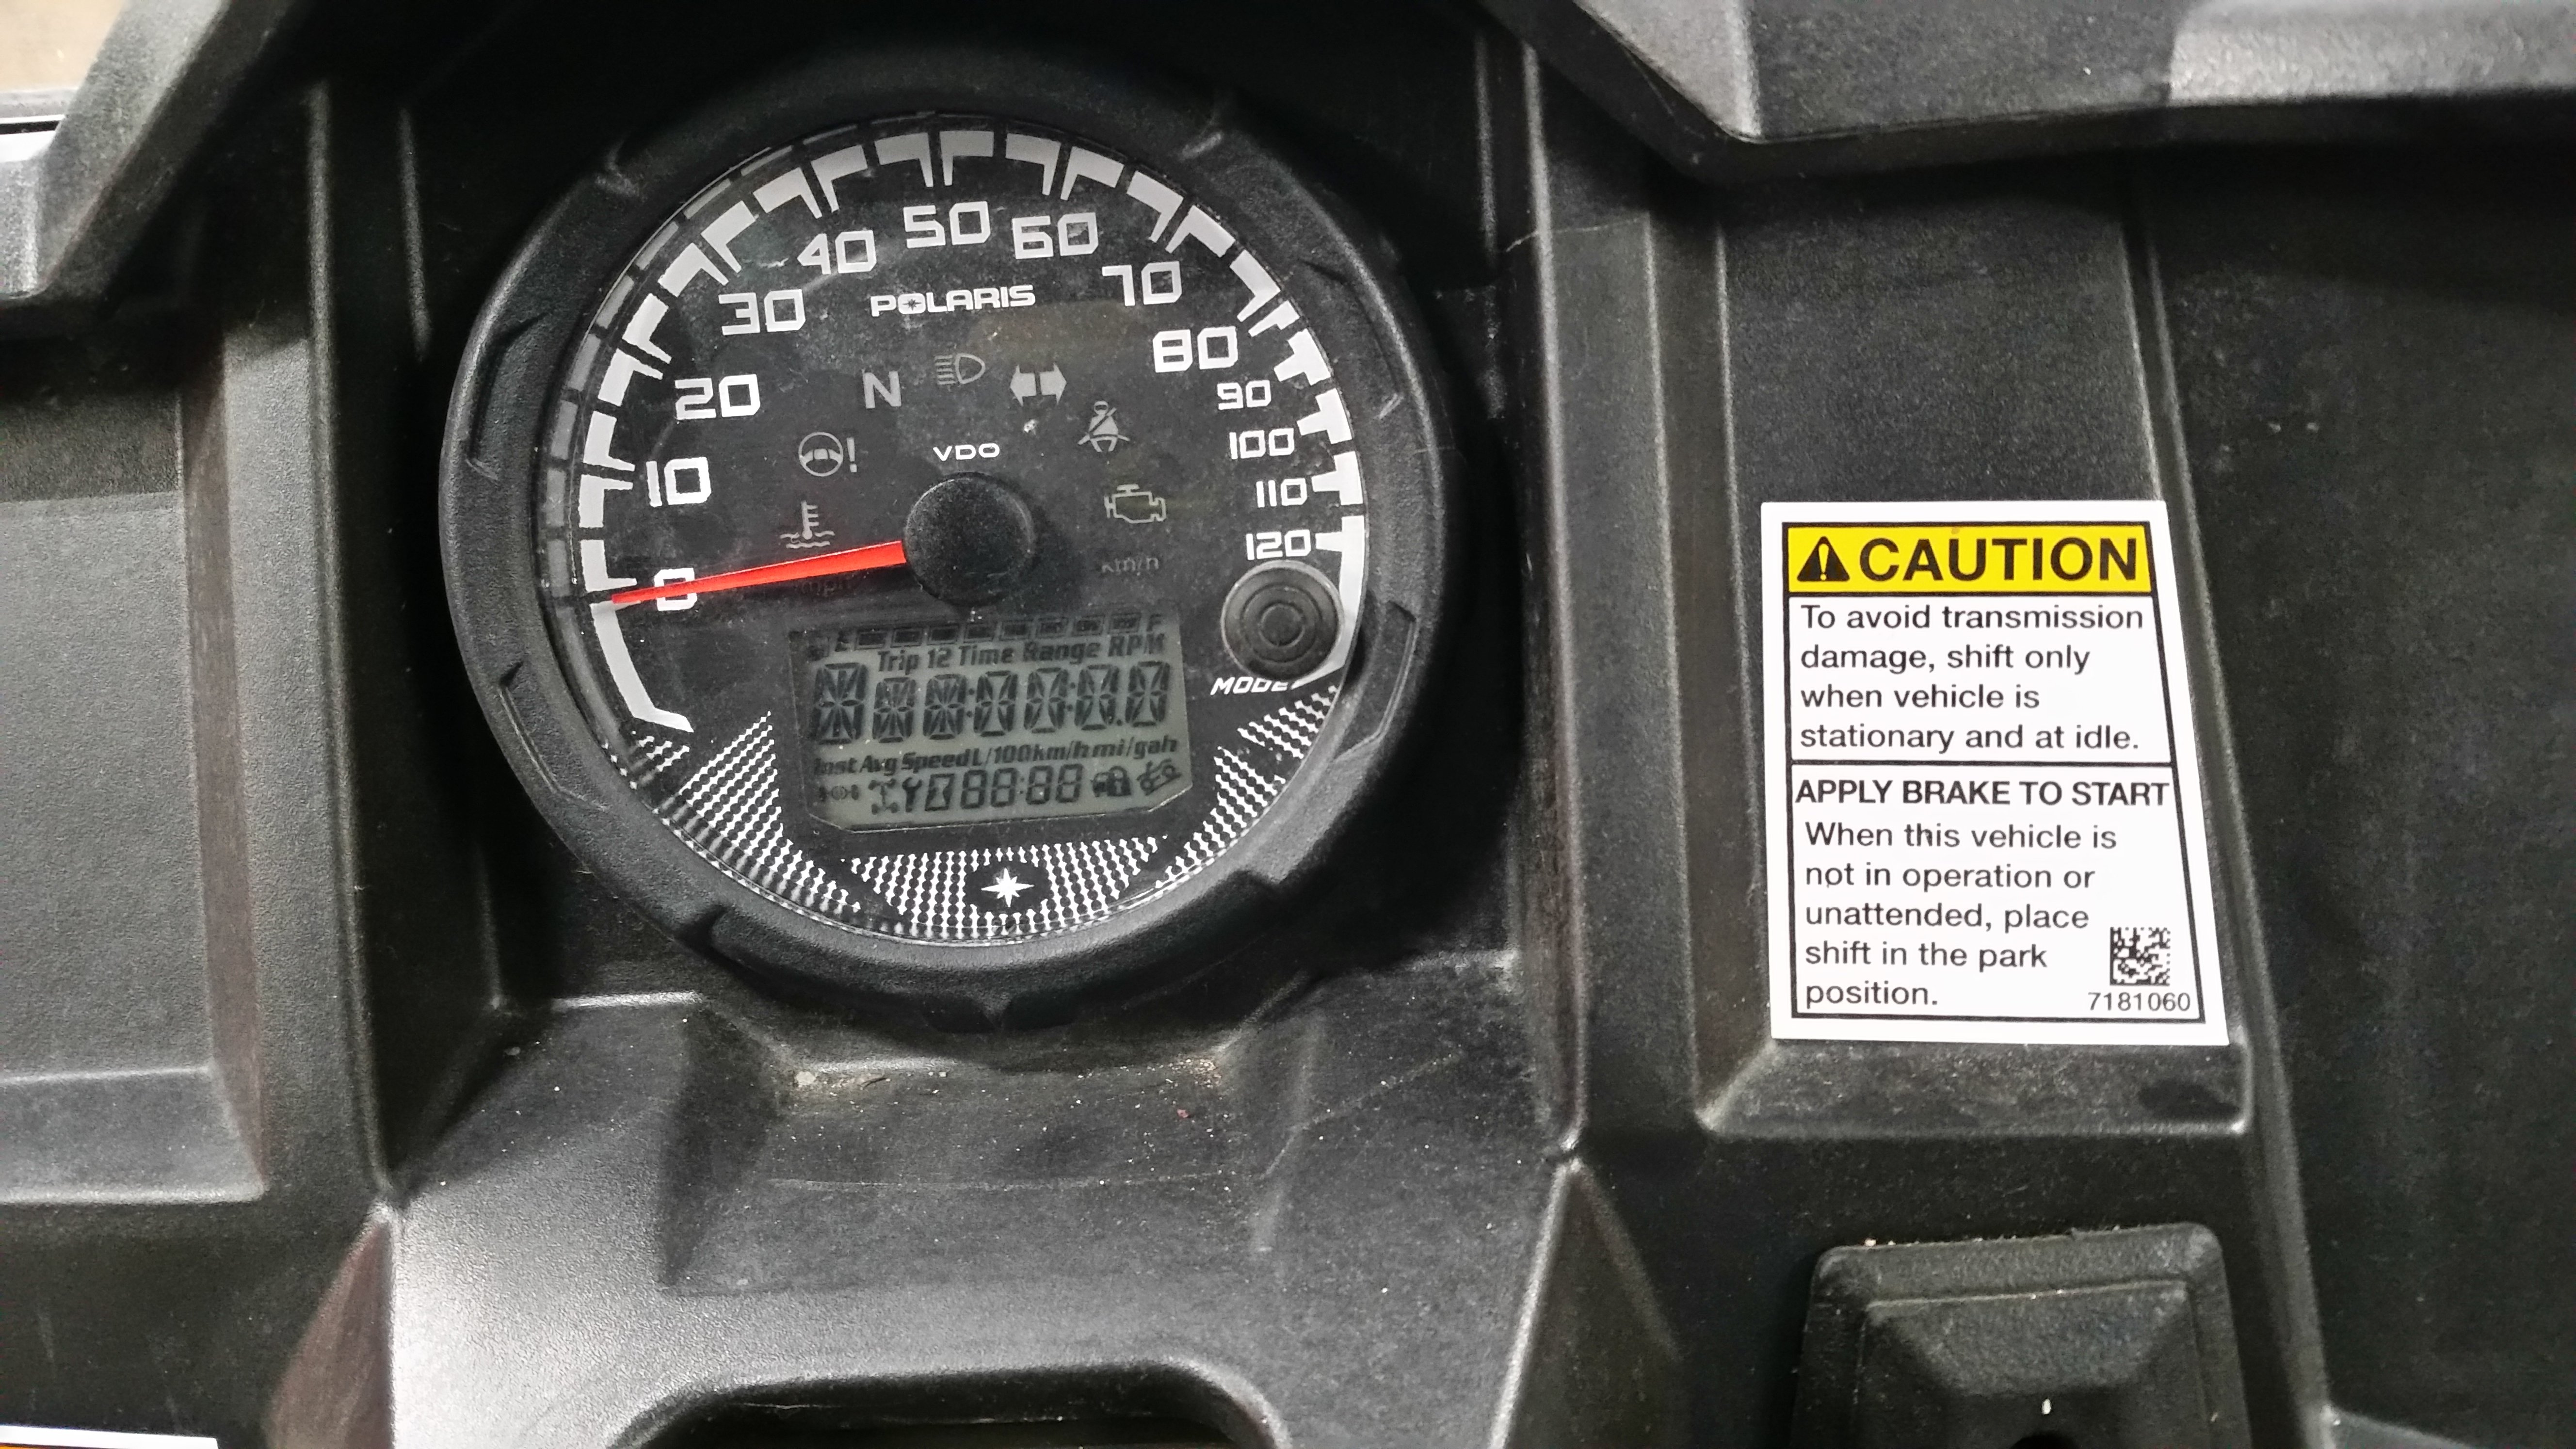 50
40
60
30
70
POLARIS
20
80
N
90
10
100
VDO
!
110
120
0
km/h
mph
E F
Trip 12 Time Range RPM
MODE
Inst Avg Speed L/100km/h mi/gal h
88:88
CAUTION
To avoid transmission
damage, shift only
when vehicle is
stationary and at idle.
APPLY BRAKE TO START
When this vehicle is
not in operation or
unattended, place
shift in the park
position.
7181060